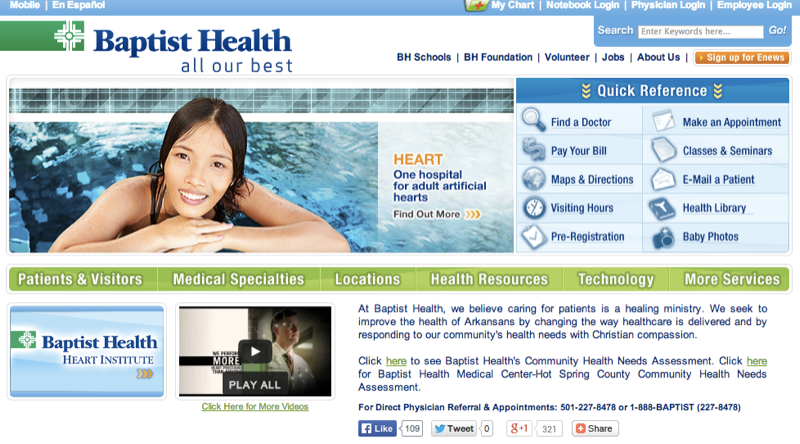 Mobile | En Español
My Chart | Notebook Login | Physician Login | Employee Login
Search Enter Keywords here... Go!
Baptist Health
all our best
BH Schools | BH Foundation | Volunteer | Jobs | About Us |
Sign up for Enews
HEART
One hospital
for adult artificial
hearts
Find Out More
Quick Reference
Find a Doctor
Make an Appointment
Pay Your Bill
Classes & Seminars
Maps & Directions
E-Mail a Patient
Visiting Hours
Health Library
Pre-Registration
Baby Photos
Patients & Visitors
Medical Specialties
Locations
Health Resources
Technology
More Services
Baptist Health
HEART INSTITUTE
WE PERFORM
MORE
HEART
THAN
PLAY ALL
Click Here for More Videos
At Baptist Health, we believe caring for patients is a healing ministry. We seek to
improve the health of Arkansans by changing the way healthcare is delivered and by
responding to our community's health needs with Christian compassion.
Click here to see Baptist Health's Community Health Needs Assessment. Click here
for Baptist Health Medical Center-Hot Spring County Community Health Needs
Assessment.
For Direct Physician Referral & Appointments: 501-227-8478 or 1-888-BAPTIST (227-8478)
Like 109
Tweet 0
g+1 321
Share